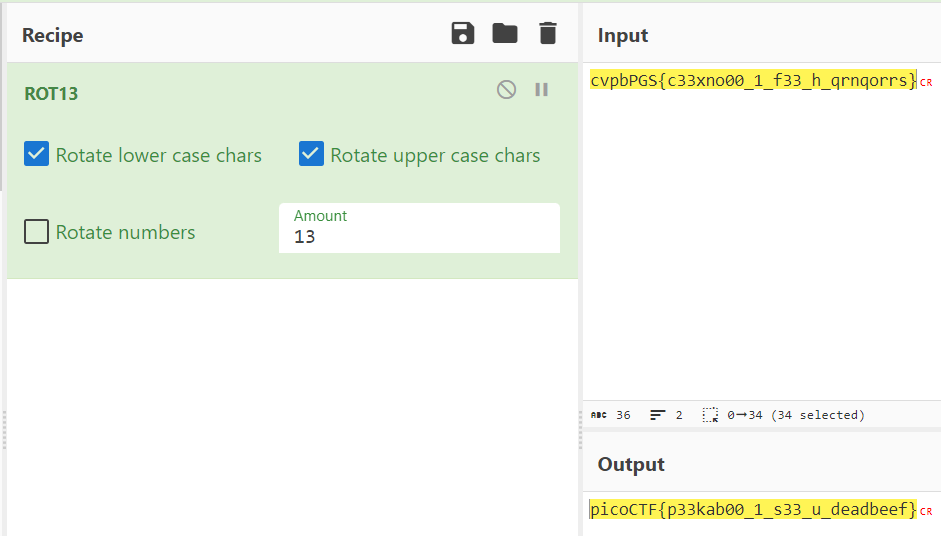 Recipe
ROT13
Rotate lower case chars
Rotate upper case chars
Rotate numbers
Amount
13
Input
cvpbPGS{c33xno00_1_f33_h_qrnqorrs}CR
ABC 36 2 0→34 (34 selected)
Output
picoCTF{p33kab00_1_s33_u_deadbeef}CR